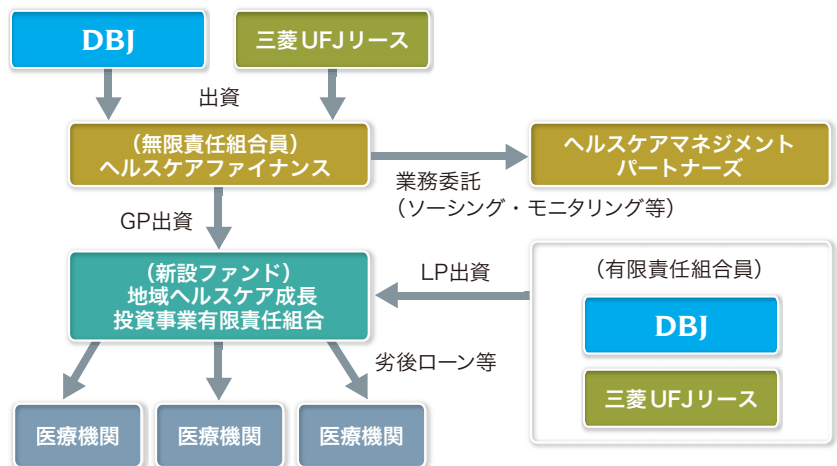 DBJ
三菱UFJリース
出資
(無限責任組合員)
ヘルスケアファイナンス
ヘルスケアマネジメント
パートナーズ
業務委託
(ソーシング・モニタリング等)
GP出資
(新設ファンド)
地域ヘルスケア成長
投資事業有限責任組合
LP出資
(有限責任組合員)
DBJ
三菱UFJリース
劣後ローン等
医療機関
医療機関
医療機関